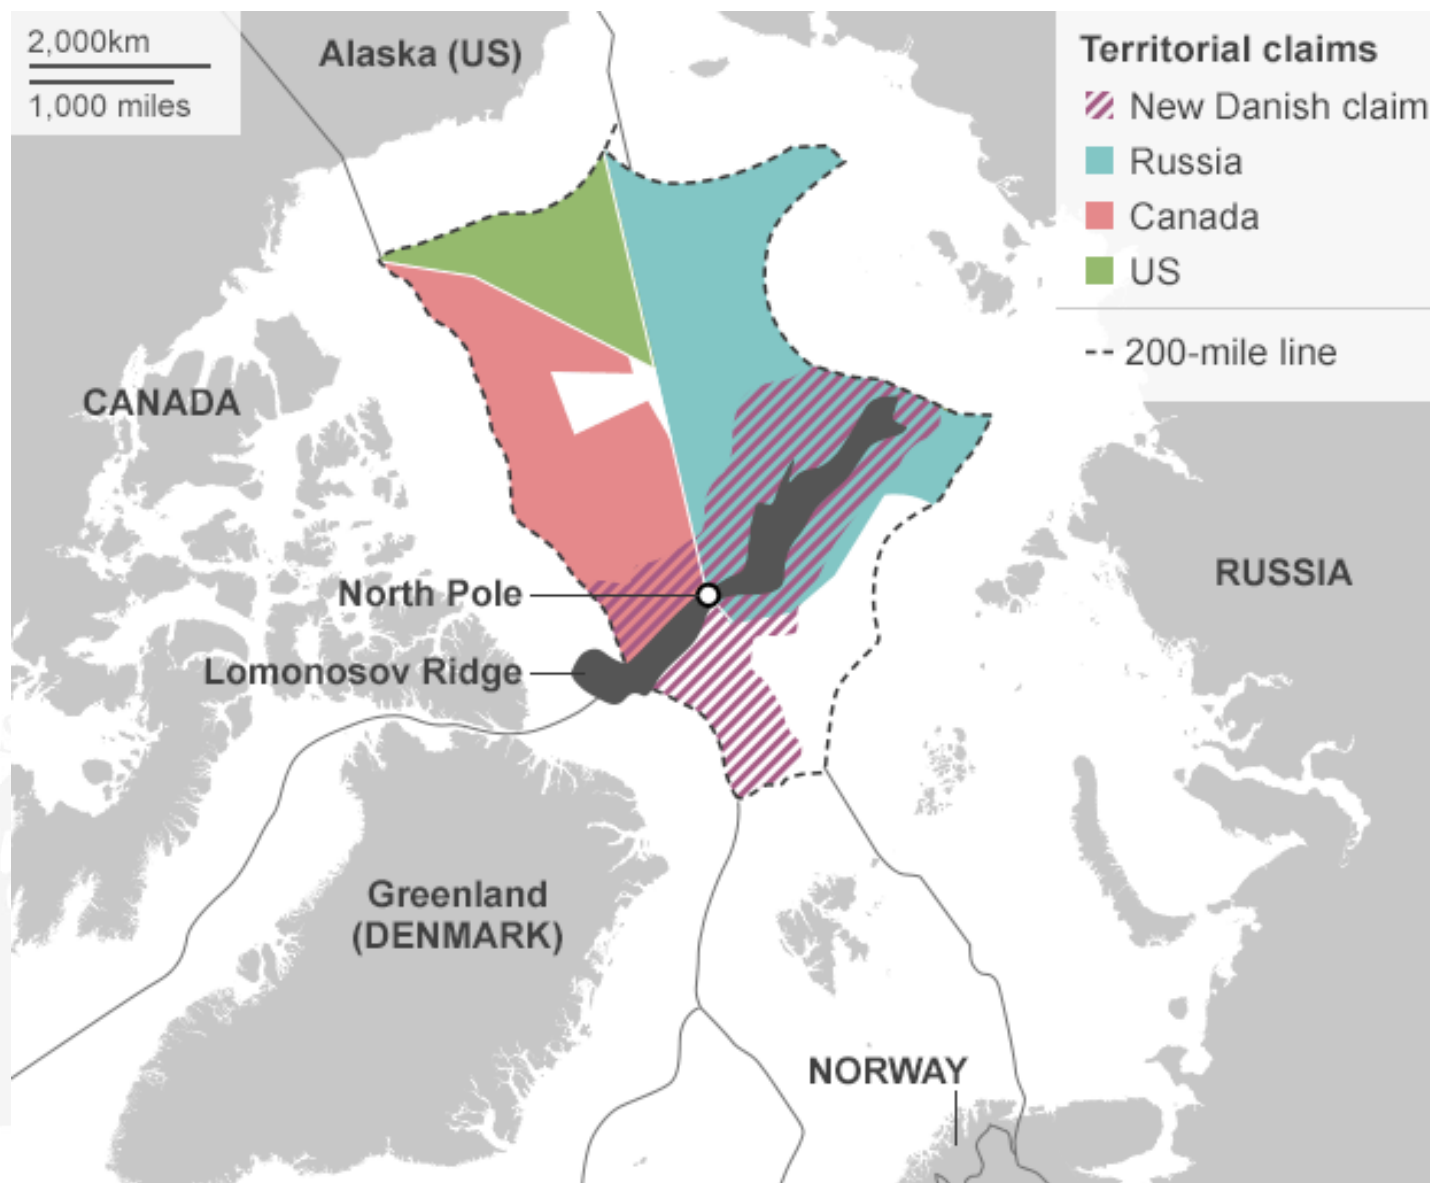 2,000km
1,000 miles
Alaska (US)
Territorial claims
New Danish claim
Russia
Canada
US
200-mile line
CANADA
RUSSIA
North Pole
Lomonosov Ridge
Greenland
(DENMARK)
NORWAY